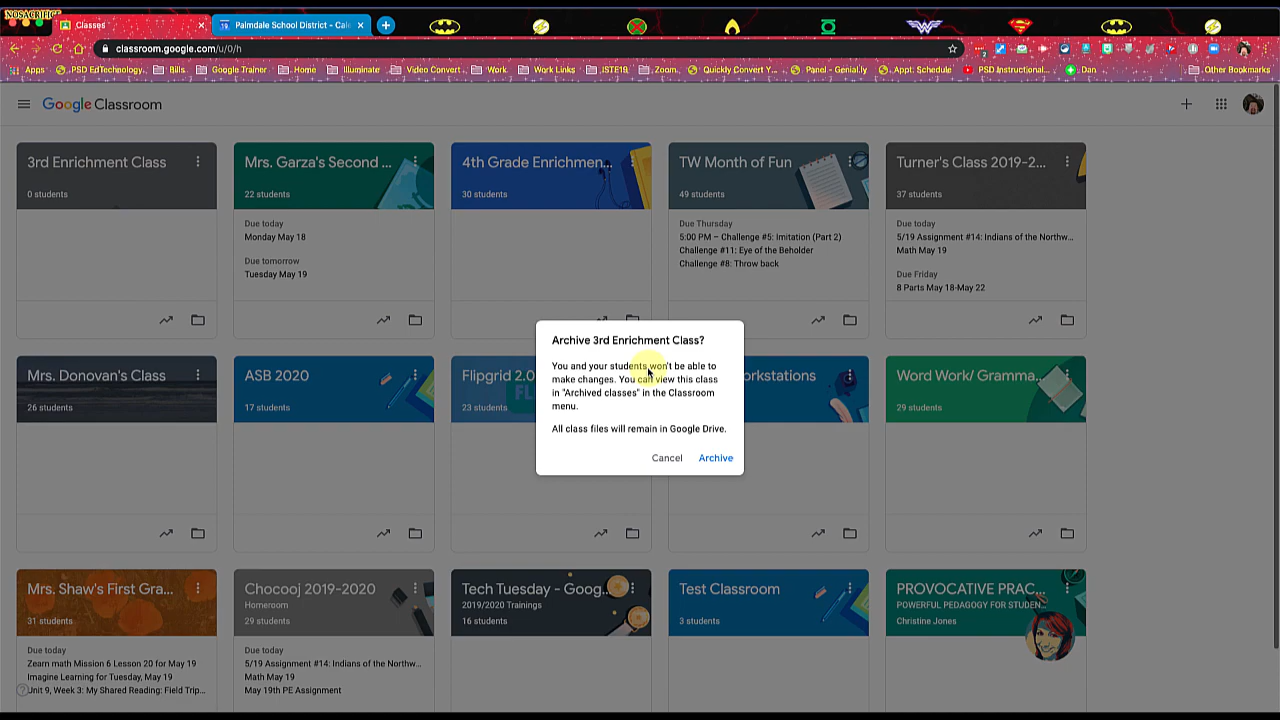 NOSACRIFICE
Classes
Palmdale School District - Cal
classroom.google.com/u/0/h
Apps
PSD EdTechnology
Bills
Google Trainer
Home
Illuminate
Video Convert...
Work
Work Links
ISTE19
Zoom
Quickly Convert Y...
Panel - Genial.ly
Appt. Schedule
PSD Instructional...
Dan
Other Bookmarks
Google Classroom
3rd Enrichment Class
0 students
Mrs. Garza's Second ...
22 students
Due today
Monday May 18
Due tomorrow
Tuesday May 19
4th Grade Enrichmen...
30 students
TW Month of Fun
49 students
Due Thursday
5:00 PM – Challenge #5: Imitation (Part 2)
Challenge #11: Eye of the Beholder
Challenge #8: Throw back
Turner's Class 2019-2...
37 students
Due today
5/19 Assignment #14: Indians of the Northw...
Math May 19
Due Friday
8 Parts May 18-May 22
Archive 3rd Enrichment Class?
You and your students won't be able to
make changes. You can view this class
in "Archived classes" in the Classroom
menu.
All class files will remain in Google Drive.
Cancel
Archive
Mrs. Donovan's Class
26 students
ASB 2020
17 students
Flipgrid 2.0
23 students
FL
orkstations
Word Work/ Gramma...
29 students
Mrs. Shaw's First Gra...
31 students
Due today
Zearn math Mission 6 Lesson 20 for May 19
Imagine Learning for Tuesday, May 19
Unit 9, Week 3: My Shared Reading: Field Trip...
Chocooj 2019-2020
Homeroom
29 students
Due today
5/19 Assignment #14: Indians of the Northw...
Math May 19
May 19th PE Assignment
Tech Tuesday - Goog...
2019/2020 Trainings
16 students
Test Classroom
3 students
PROVOCATIVE PRAC...
POWERFUL PEDAGOGY FOR STUDEN...
Christine Jones